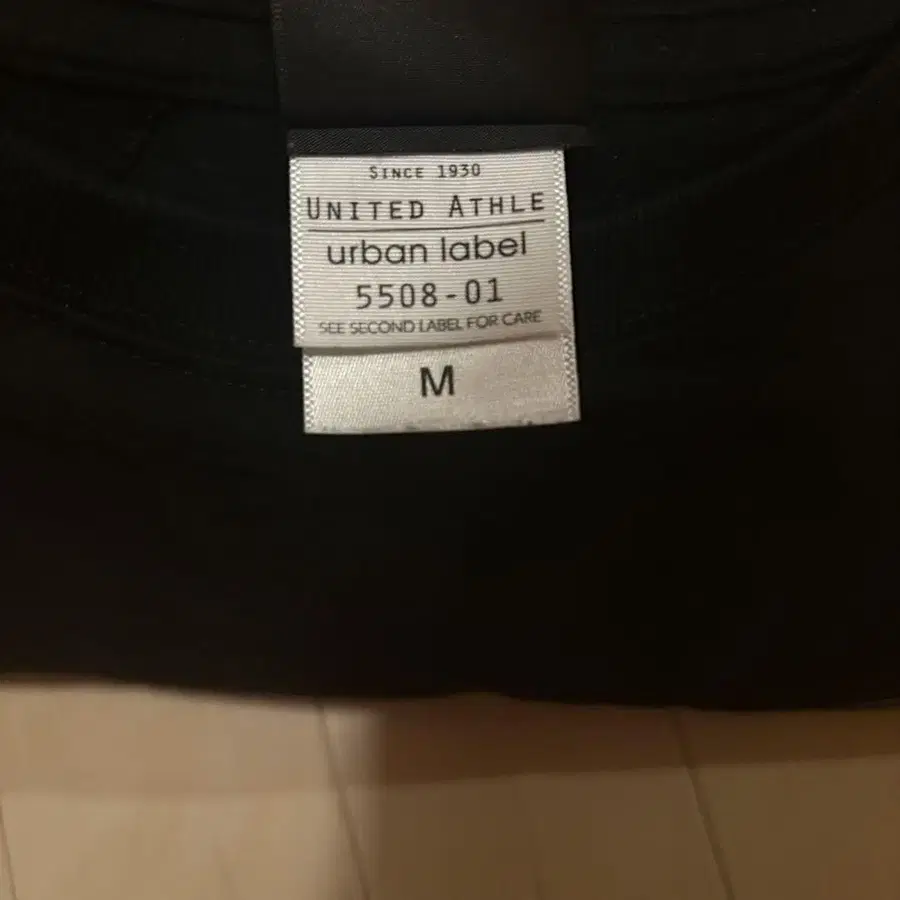 SINCE 1930
UNITED ATHLE
urban label
5508-01
SEE SECOND LABEL FOR CARE
M